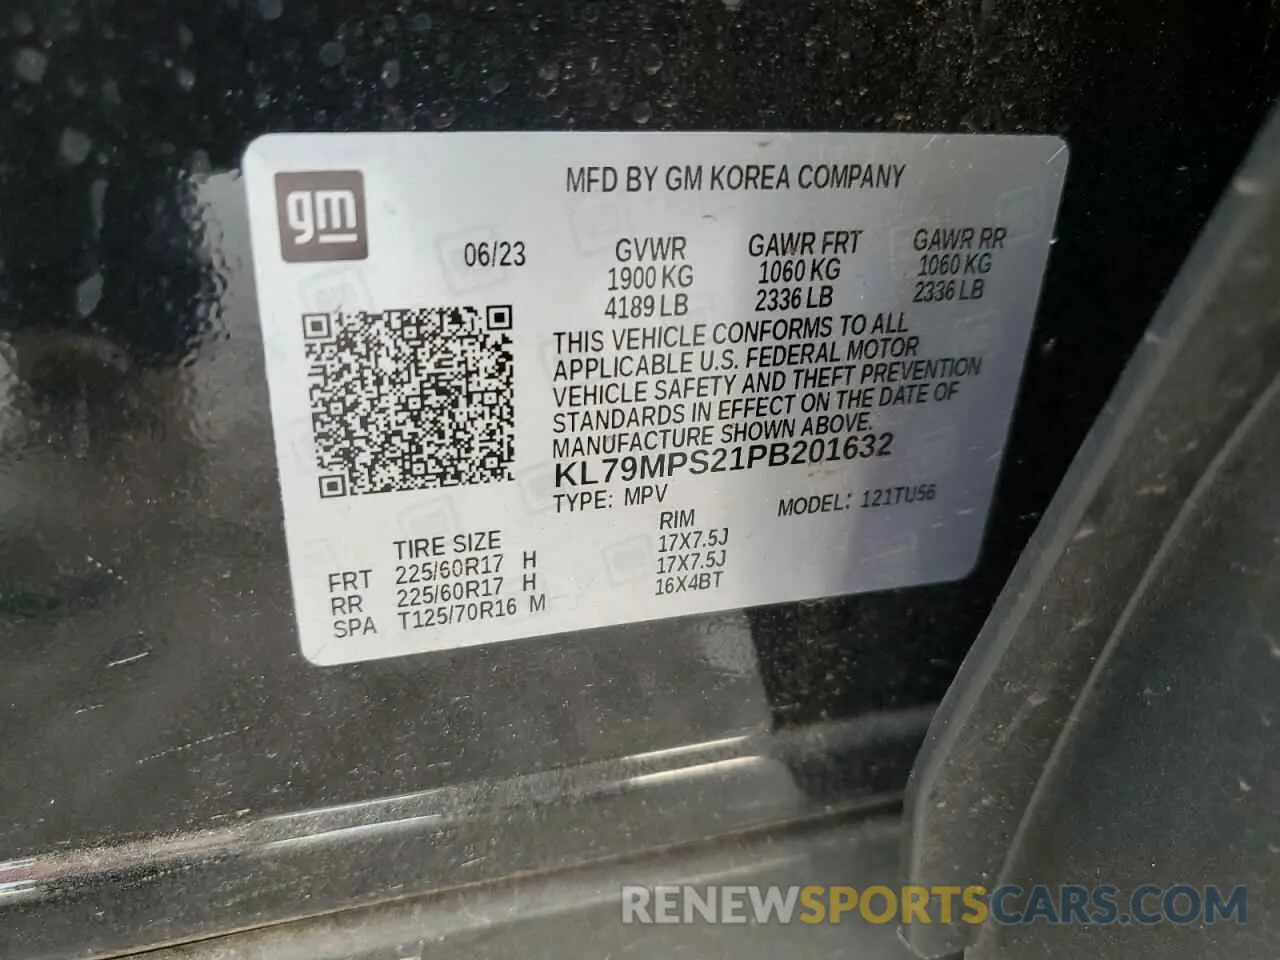 gm
MFD BY GM KOREA COMPANY
06/23
GVWR
1900 KG
4189 LB
GAWR FRT
1060 KG
2336 LB
GAWR RR
1060 KG
2336 LB
THIS VEHICLE CONFORMS TO ALL
APPLICABLE U.S. FEDERAL MOTOR
VEHICLE SAFETY AND THEFT PREVENTION
STANDARDS IN EFFECT ON THE DATE OF
MANUFACTURE SHOWN ABOVE.
KL79MPS21PB201632
TYPE: MPV MODEL: 121TU56
TIRE SIZE RIM
FRT 225/60R17 H 17X7.5J
RR 225/60R17 H 17X7.5J
SPA T125/70R16 M 16X4BT
RENEWSPORTSCARS.COM